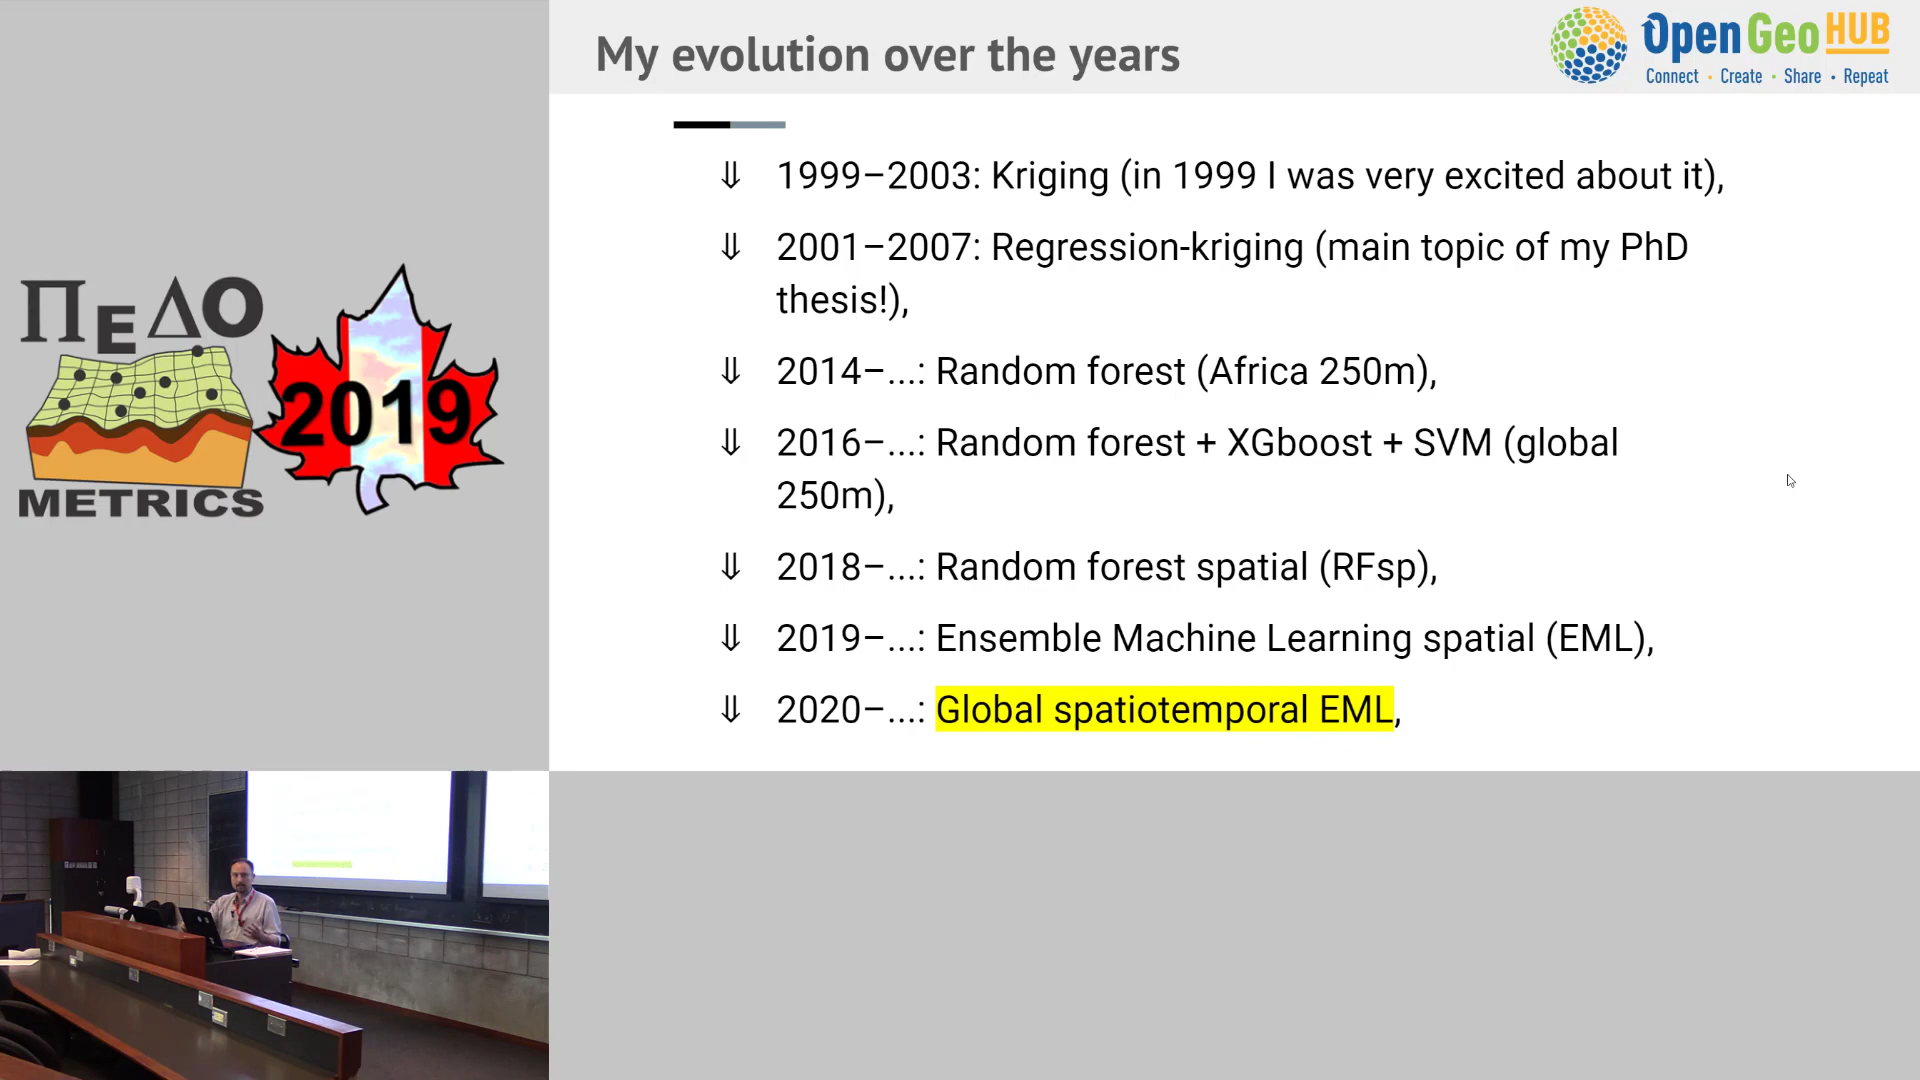 My evolution over the years
Open Geo HUB
Connect • Create • Share • Repeat
⇓ 1999–2003: Kriging (in 1999 I was very excited about it),
⇓ 2001–2007: Regression-kriging (main topic of my PhD
thesis!),
⇓ 2014–...: Random forest (Africa 250m),
⇓ 2016–...: Random forest + XGboost + SVM (global
250m),
⇓ 2018–...: Random forest spatial (RFsp),
⇓ 2019–...: Ensemble Machine Learning spatial (EML),
⇓ 2020–...: Global spatiotemporal EML,
ΠΕΔΟ
METRICS
2019